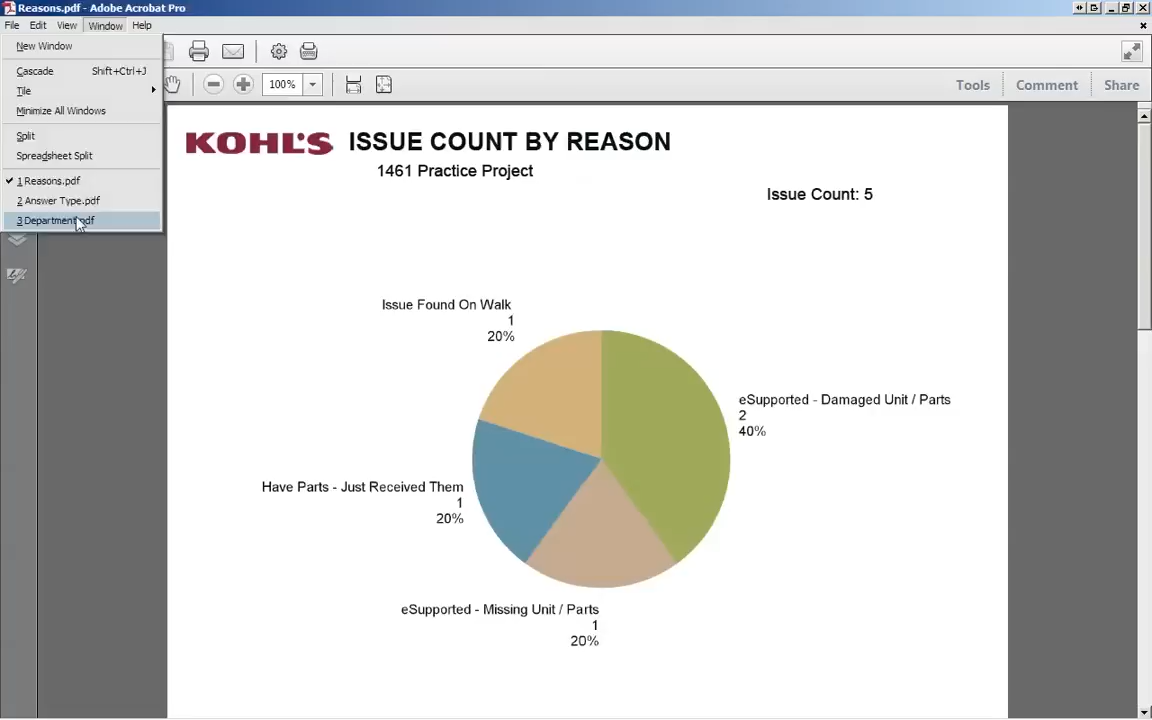 Reasons.pdf - Adobe Acrobat Pro
File Edit View Window Help
New Window
Cascade Shift+Ctrl+J
Tile
Minimize All Windows
Split
Spreadsheet Split
1 Reasons.pdf
2 Answer Type.pdf
3 Department.pdf
100%
Tools Comment Share
KOHL'S ISSUE COUNT BY REASON
1461 Practice Project
Issue Count: 5
Issue Found On Walk
1
20%
eSupported - Damaged Unit / Parts
2
40%
Have Parts - Just Received Them
1
20%
eSupported - Missing Unit / Parts
1
20%